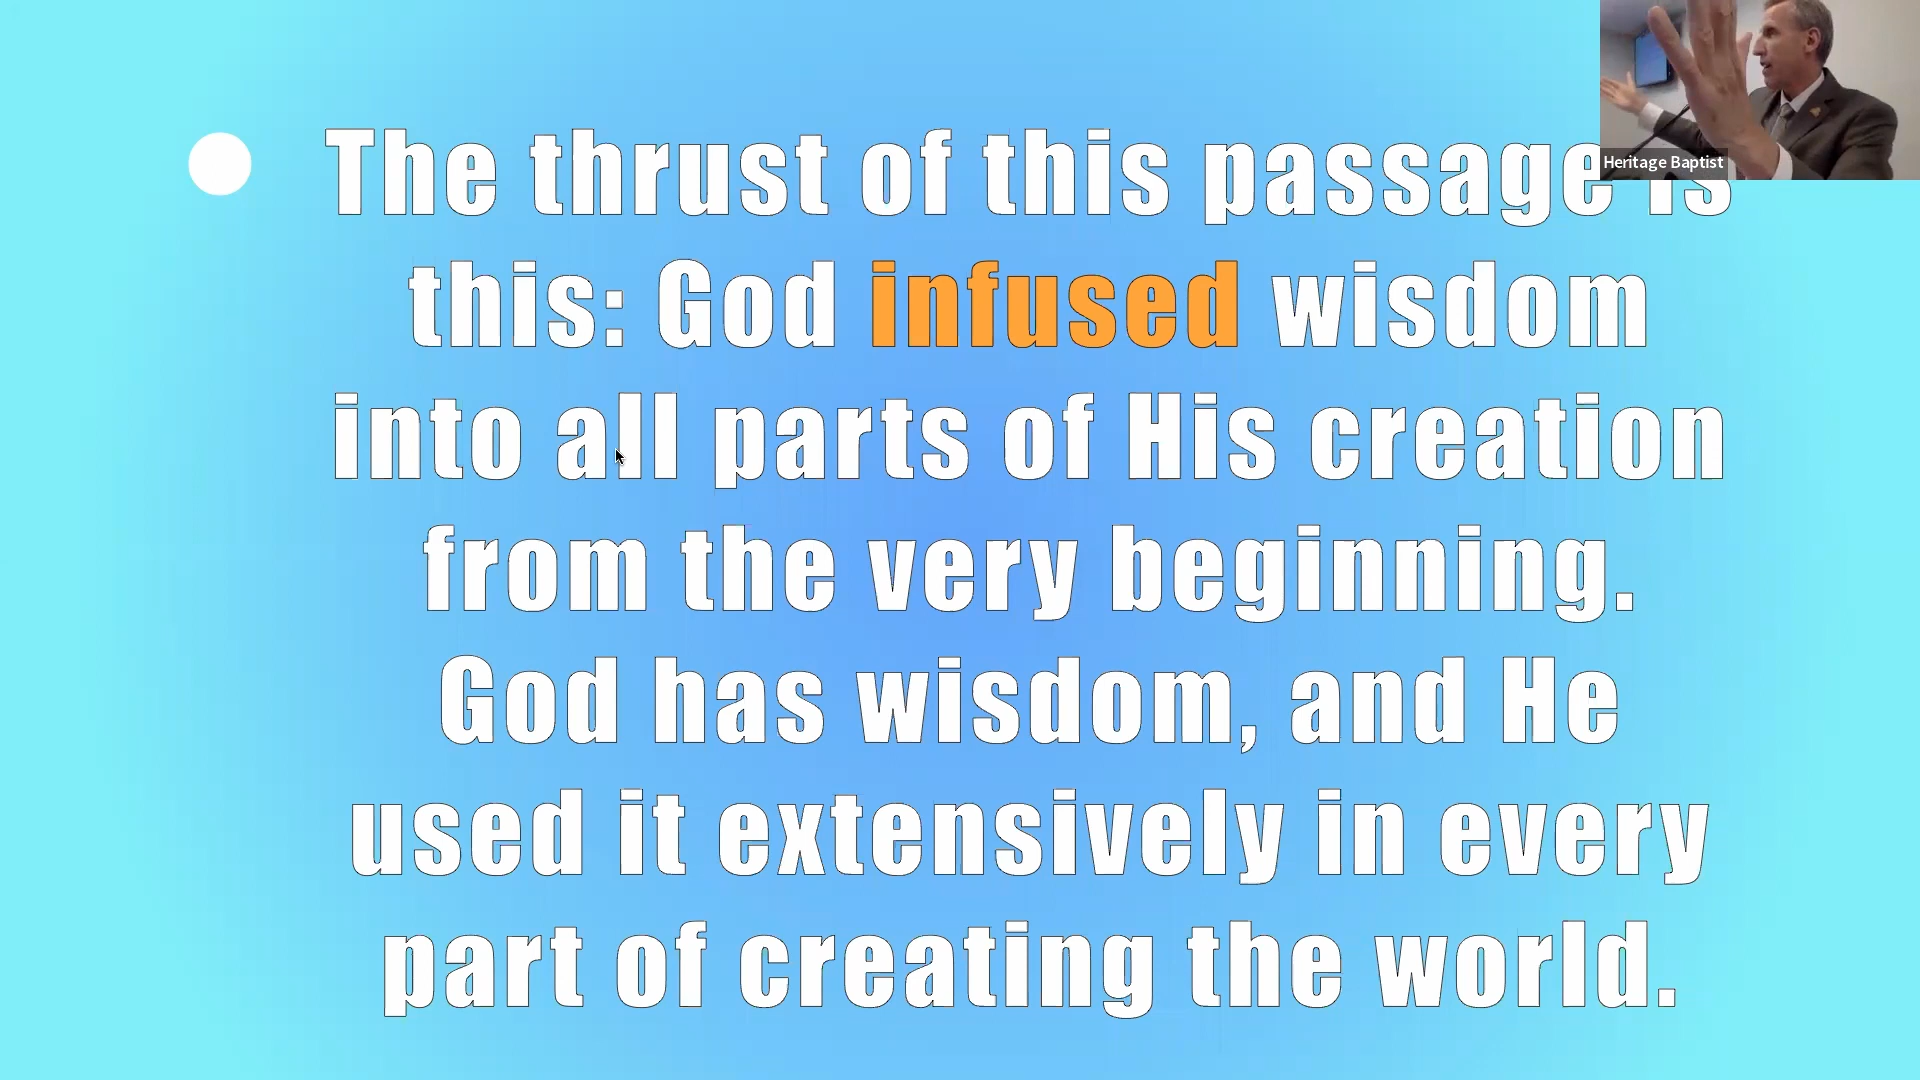 The thrust of this passage is
this: God infused wisdom
into all parts of His creation
from the very beginning.
God has wisdom, and He
used it extensively in every
part of creating the world.
Heritage Baptist